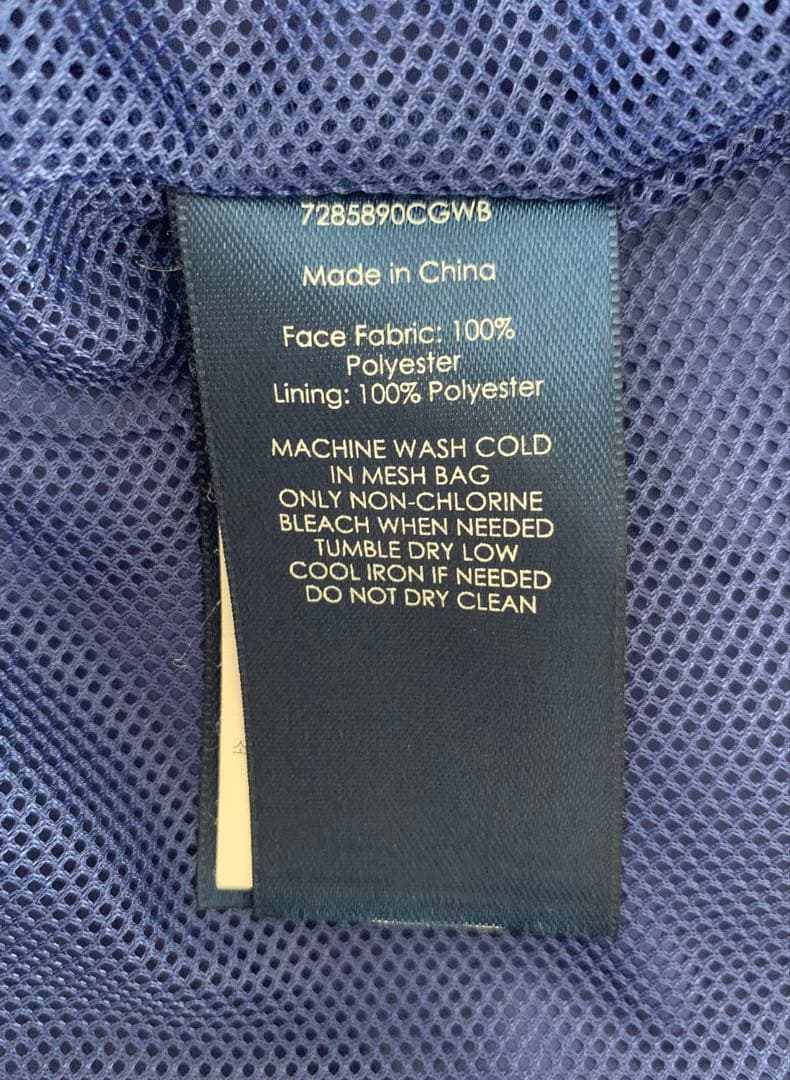 7285890CGWB
Made in China
Face Fabric: 100%
Polyester
Lining: 100% Polyester
MACHINE WASH COLD
IN MESH BAG
ONLY NON-CHLORINE
BLEACH WHEN NEEDED
TUMBLE DRY LOW
COOL IRON IF NEEDED
DO NOT DRY CLEAN